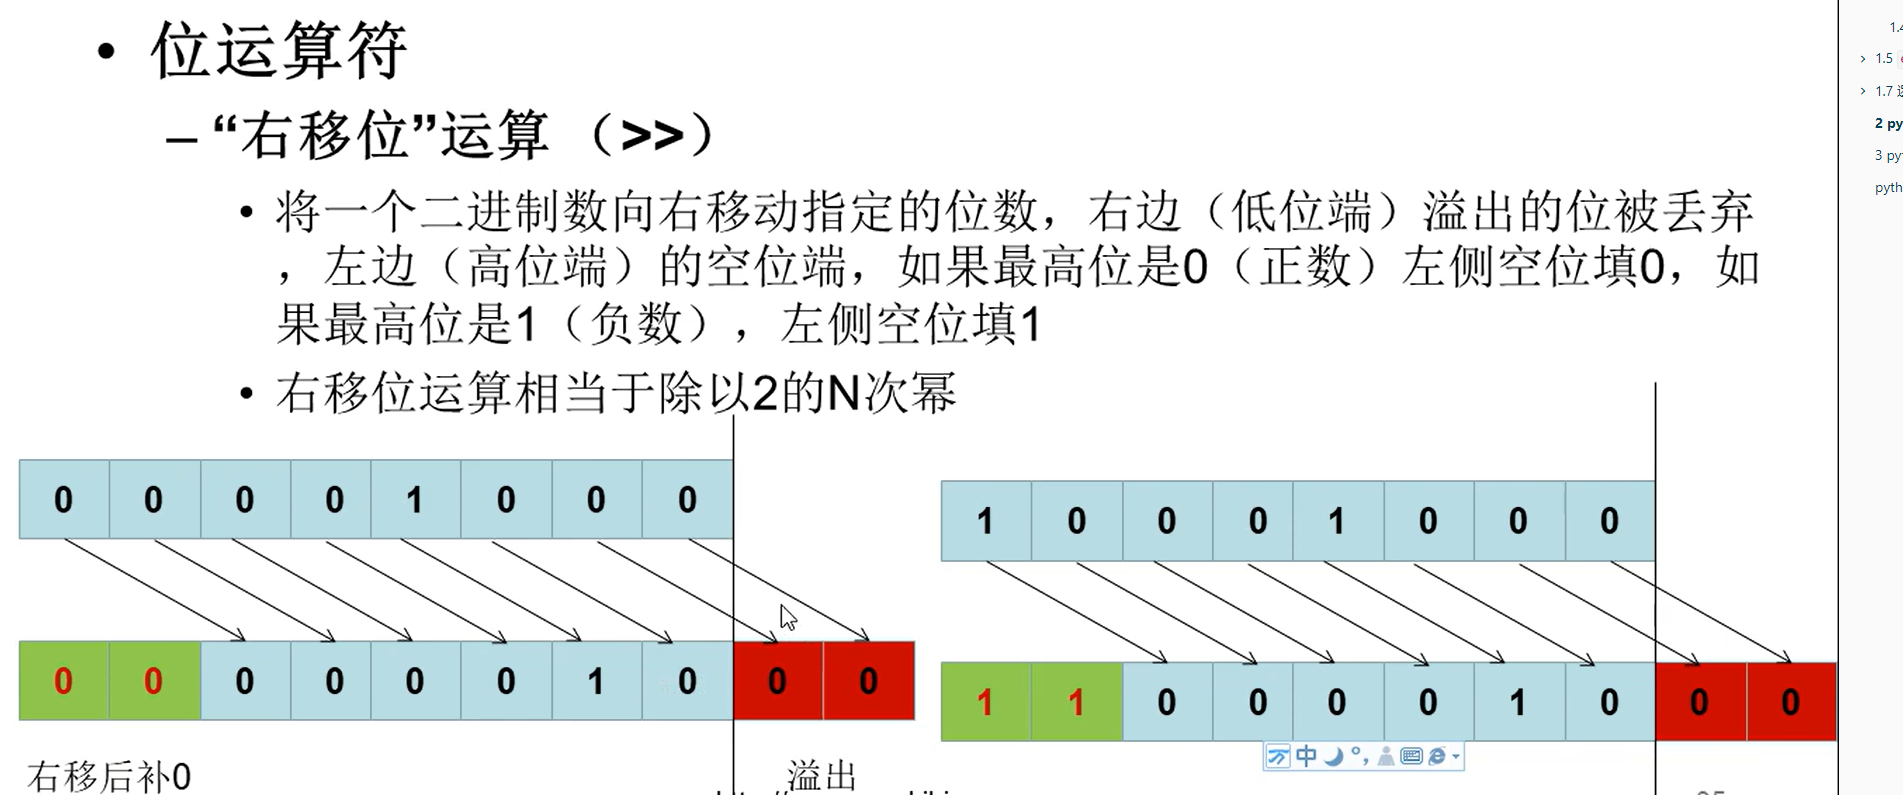 • 位运算符
– “右移位”运算 （>>）
• 将一个二进制数向右移动指定的位数，右边（低位端）溢出的位被丢弃
，左边（高位端）的空位端，如果最高位是0（正数）左侧空位填0，如
果最高位是1（负数），左侧空位填1
• 右移位运算相当于除以2的N次幂
0 0 0 0 1 0 0 0
0 0 0 0 0 0 1 0 0 0
右移后补0
溢出
1 0 0 0 1 0 0 0
1 1 0 0 0 0 1 0 0 0
中
1.4
1.5
1.7
2 py
3 py
pyth